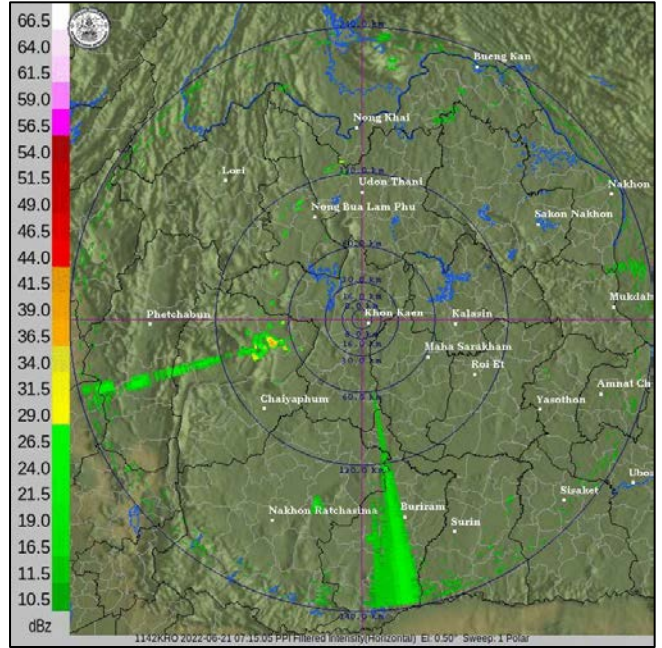 66.5
64.0
61.5
59.0
56.5
54.0
51.5
49.0
46.5
44.0
41.5
39.0
36.5
34.0
31.5
29.0
26.5
24.0
21.5
19.0
16.5
11.5
10.5
dBz
Bueng Kan
Nong Khai
Loei
Udon Thani
Nakhon
Nong Bua Lam Phu
Sakon Nakhon
Mukdah
Phetchabun
Khon Kaen
Kalasin
Maha Sarakham
Roi Et
Chaiyaphum
Yasothon
Amnat Ch
Ubon
Sisaket
Nakhon Ratchasima
Buriram
Surin
1142KHO 2022-06-21 07:15:05 PPI Filtered Intensity(Horizontal) El: 0.50° Sweep: 1 Polar